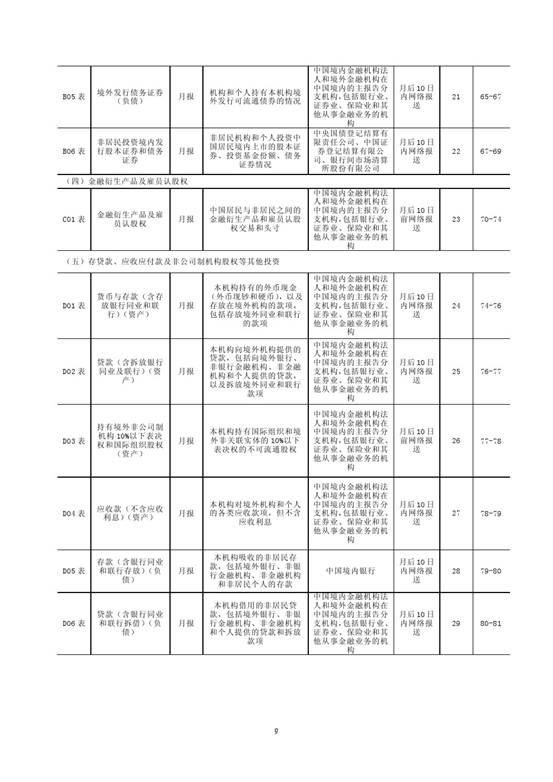 B05 表
境外发行债务证券
（负债）
月报
机构和个人持有本机构境
外发行可流通债券的情况
中国境内金融机构法
人和境外金融机构在
中国境内的主报告分
支机构,包括银行业、
证券业、保险业和其
他从事金融业务的机
构
月后 10 日
内网络报
送
21
65-67
B06 表
非居民投资境内发
行股本证券和债务
证券
月报
非居民机构和个人投资中
国居民境内上市的股本证
券、投资基金份额、债务
证券情况
中央国债登记结算有
限责任公司、中国证
券登记结算有限公
司、银行间市场清算
所股份有限公司
月后 10 日
内网络报
送
22
67-69
（四）金融衍生产品及雇员认股权
C01 表
金融衍生产品及雇
员认股权
月报
中国居民与非居民之间的
金融衍生产品和雇员认股
权交易和头寸
中国境内金融机构法
人和境外金融机构在
中国境内的主报告分
支机构,包括银行业、
证券业、保险业和其
他从事金融业务的机
构
月后 10 日
前网络报
送
23
70-74
（五）存贷款、应收应付款及非公司制机构股权等其他投资
D01 表
货币与存款（含存
放银行同业和联
行）（资产）
月报
本机构持有的外币现金
（外币现钞和硬币），以及
存放在境外机构的款项，
包括存放境外同业和联行
的款项
中国境内金融机构法
人和境外金融机构在
中国境内的主报告分
支机构,包括银行业、
证券业、保险业和其
他从事金融业务的机
构
月后 10 日
内网络报
送
24
74-76
D02 表
贷款（含拆放银行
同业及联行）（资
产）
月报
本机构向境外机构提供的
贷款，包括向境外银行、
非银行金融机构、非金融
机构和个人提供的贷款，
以及拆放境外同业和联行
款项
中国境内金融机构法
人和境外金融机构在
中国境内的主报告分
支机构,包括银行业、
证券业、保险业和其
他从事金融业务的机
构
月后 10 日
内网络报
送
25
76-77
D03 表
持有境外非公司制
机构 10%以下表决
权和国际组织股权
（资产）
月报
本机构持有国际组织和境
外非关联实体的 10%以下
表决权的不可流通股权
中国境内金融机构法
人和境外金融机构在
中国境内的主报告分
支机构,包括银行业、
证券业、保险业和其
他从事金融业务的机
构
月后 10 日
前网络报
送
26
77-78
D04 表
应收款（不含应收
利息）（资产）
月报
本机构对境外机构和个人
的各类应收款项，但不含
应收利息
中国境内金融机构法
人和境外金融机构在
中国境内的主报告分
支机构,包括银行业、
证券业、保险业和其
他从事金融业务的机
构
月后 10 日
内网络报
送
27
78-79
D05 表
存款（含银行同业
和联行存放）（负
债）
月报
本机构吸收的非居民存
款，包括境外银行、非银
行金融机构、非金融机构
和非居民个人的存款
中国境内银行
月后 10 日
内网络报
送
28
79-80
D06 表
贷款（含银行同业
和联行拆借）（负
债）
月报
本机构借用的非居民贷
款，包括境外银行、非银
行金融机构、非金融机构
和个人提供的贷款和拆放
款项
中国境内金融机构法
人和境外金融机构在
中国境内的主报告分
支机构,包括银行业、
证券业、保险业和其
他从事金融业务的机
构
月后 10 日
内网络报
送
29
80-81
9